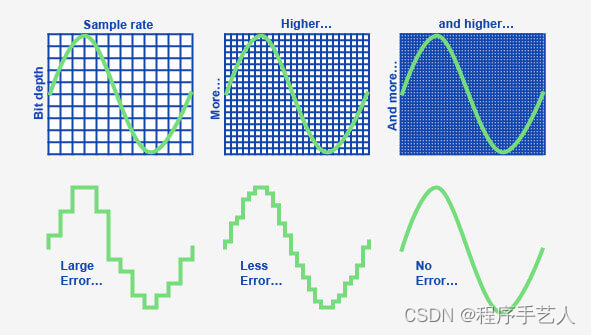 Sample rate
Higher...
and higher...
Bit depth
More...
And more...
Large
Error...
Less
Error...
No
Error...
CSDN @程序手艺人